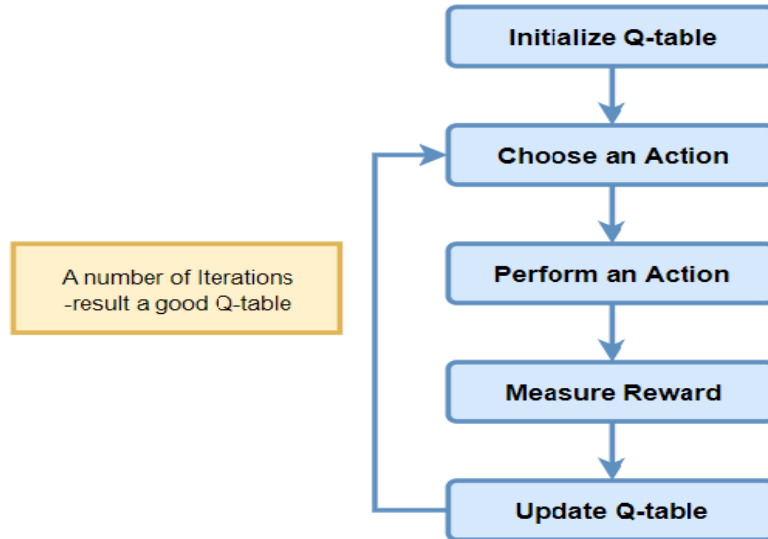 Initialize Q-table
Choose an Action
A number of Iterations
-result a good Q-table
Perform an Action
Measure Reward
Update Q-table